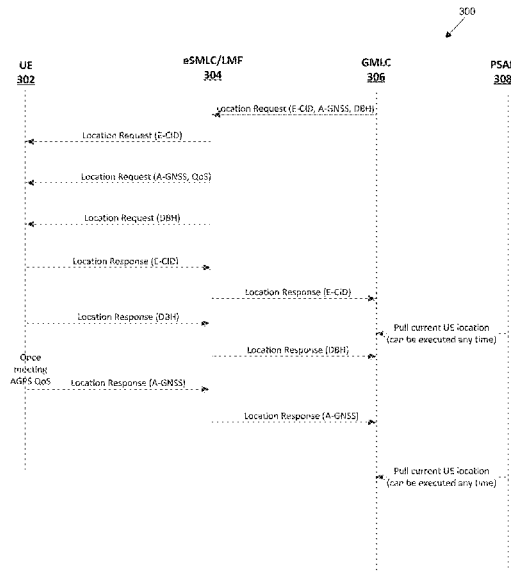 300
UE
302
eSMLC/LMF
304
GMLC
306
PSA
308
Location Request (E-CID, A-GNSS, DBH)
Location Request (E-CID)
Location Request (A-GNSS, QoS)
Location Request (DBH)
Location Response (E-CID)
Location Response (E-CID)
Location Response (DBH)
Pull current US location
(can be executed any time)
Location Response (DBH)
Once
meeting
AGPS QoS
Location Response (A-GNSS)
Location Response (A-GNSS)
Pull current US location
(can be executed any time)